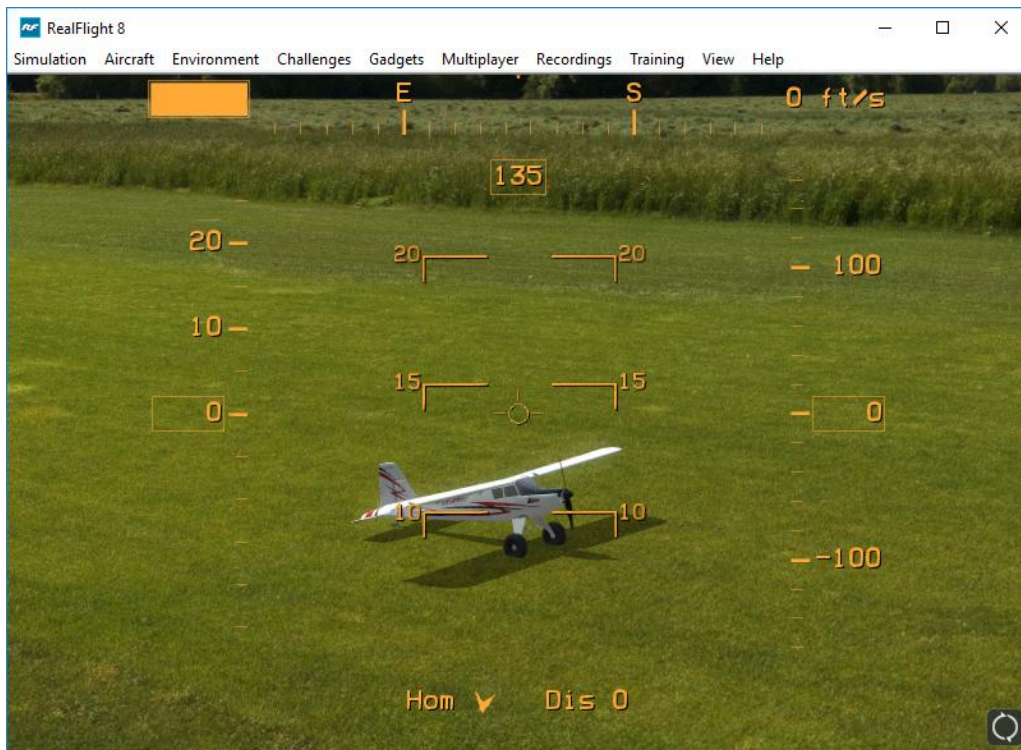 RF RealFlight 8
Simulation Aircraft Environment Challenges Gadgets Multiplayer Recordings Training View Help
E S 0 ft/s
135
20 20 20 100
10
15 15
0 0
10 10
-100
Hom Dis 0